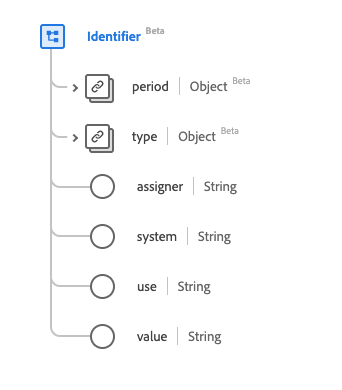 Identifier Beta
period | Object Beta
type | Object Beta
assigner | String
system | String
use | String
value | String